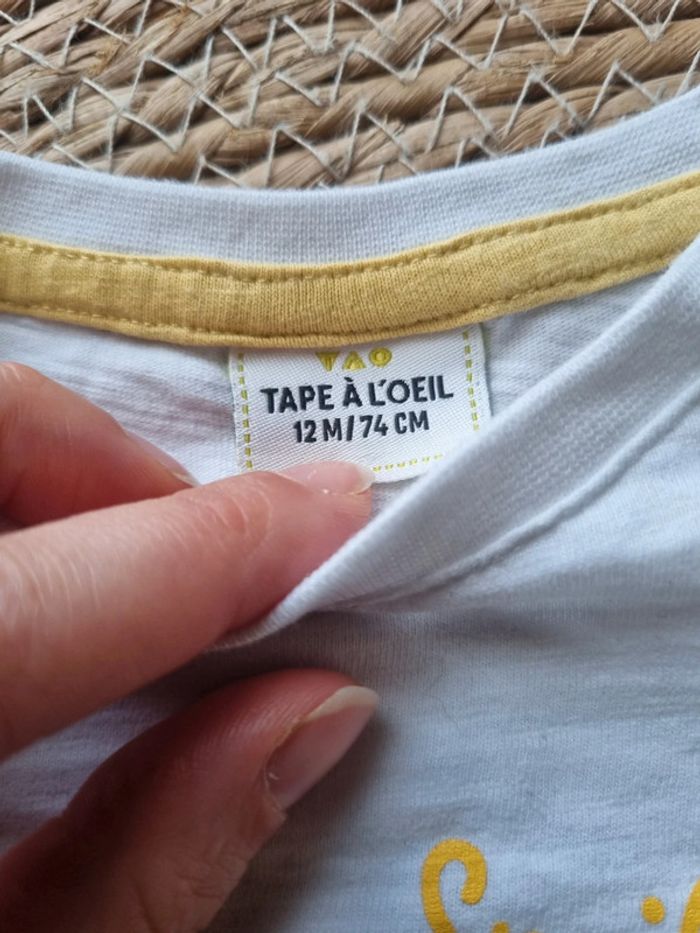 TAO
TAPE À L'OEIL
12 M/74 CM